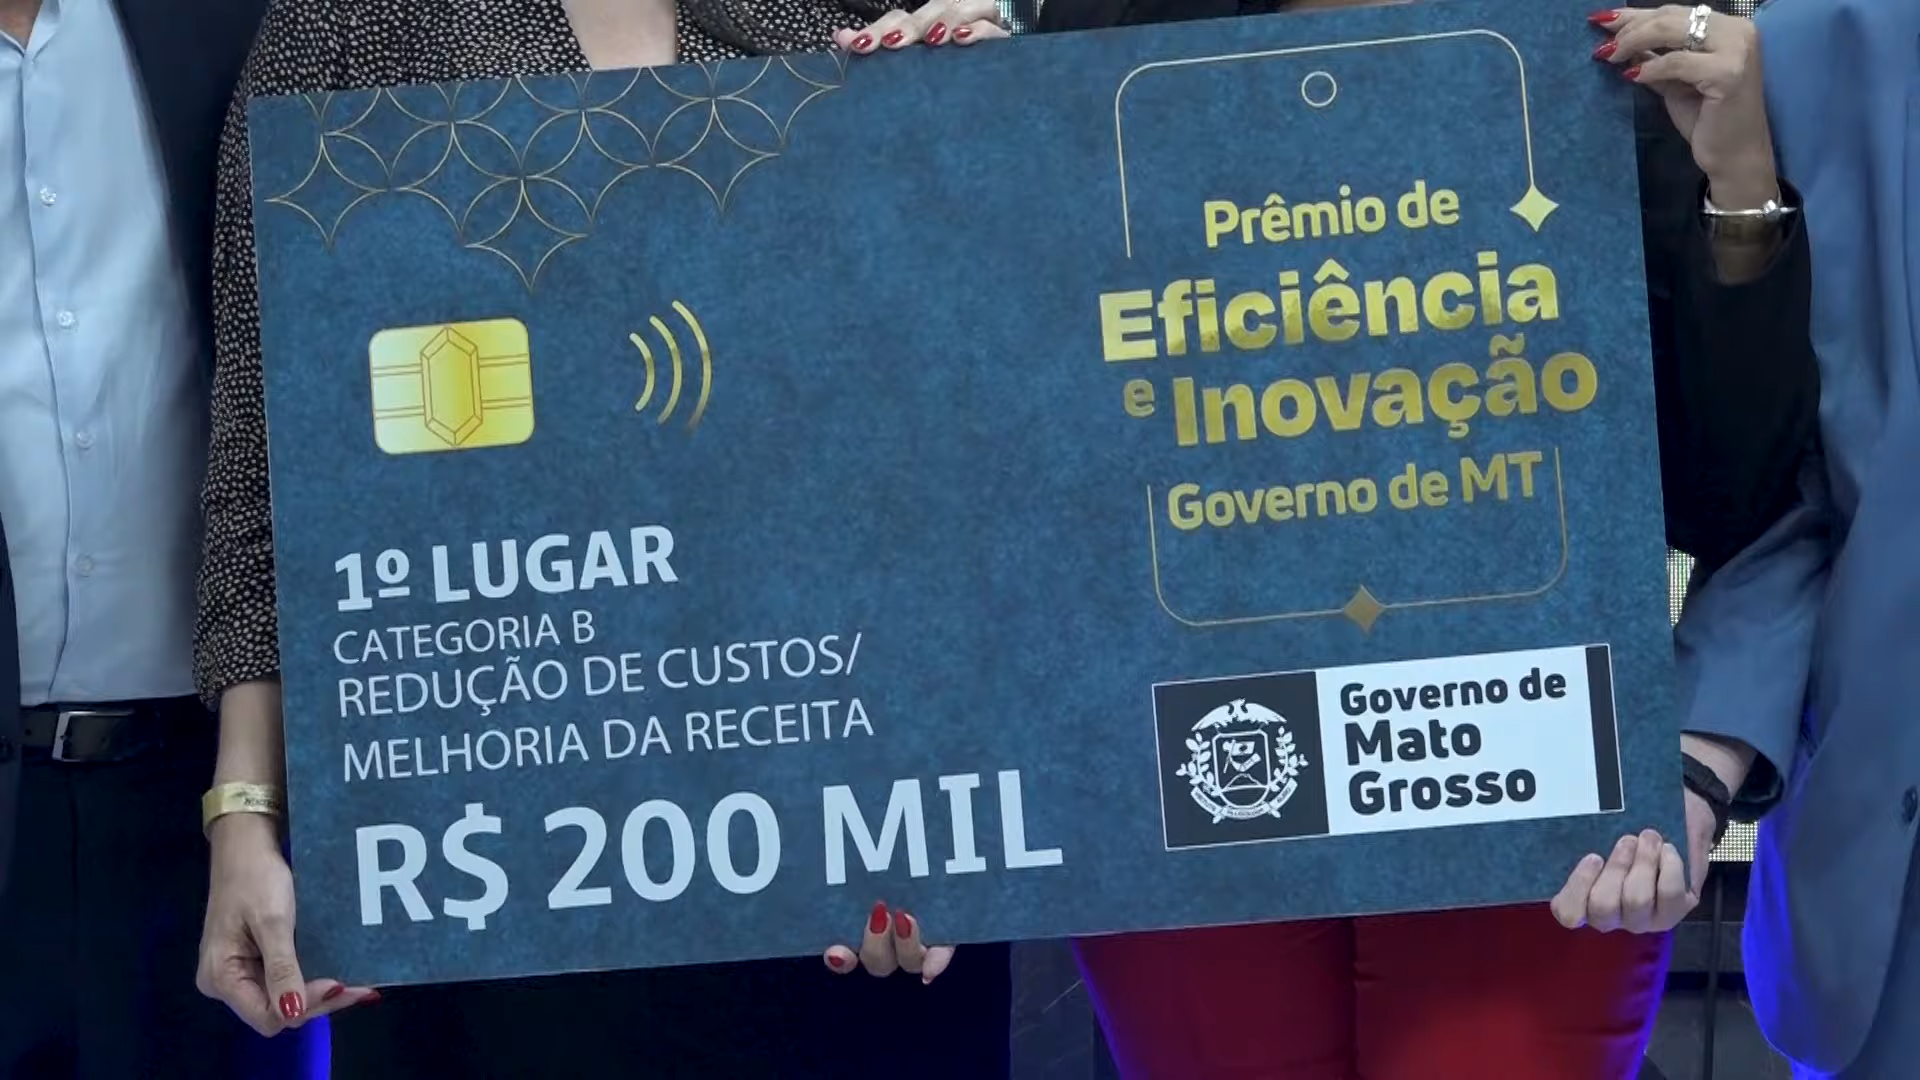 Prêmio de
Eficiência
e Inovação
Governo de MT
1º LUGAR
CATEGORIA B
REDUÇÃO DE CUSTOS/
MELHORIA DA RECEITA
R$ 200 MIL
Governo de
Mato
Grosso